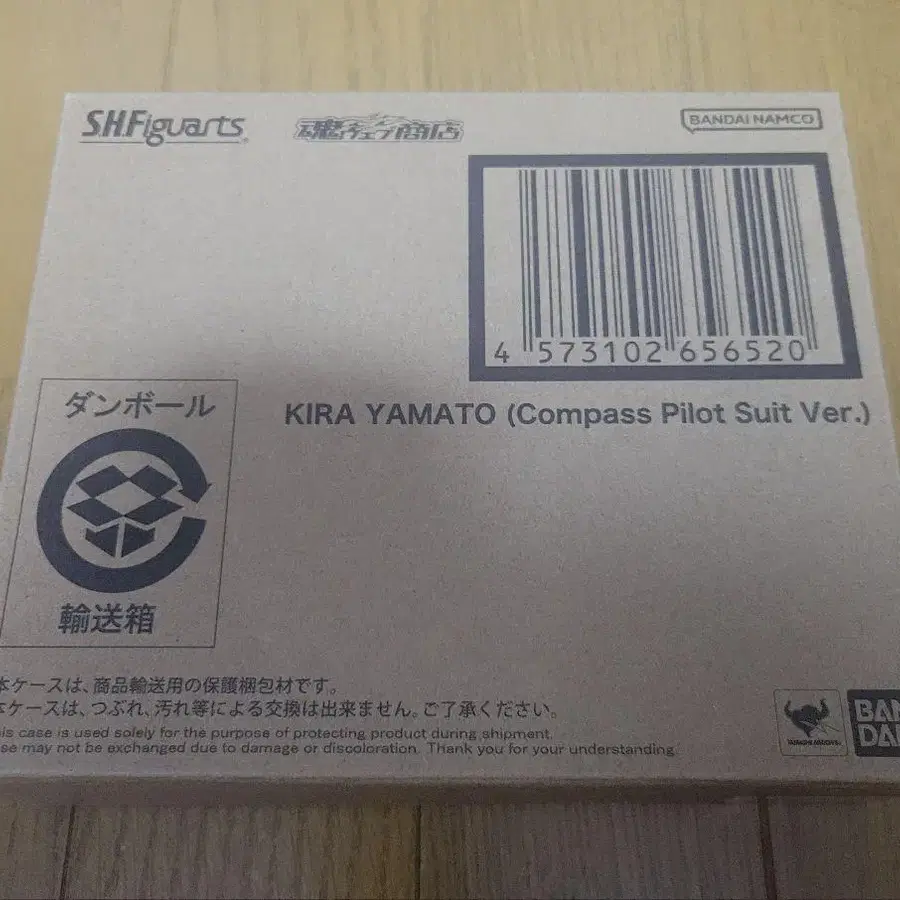 S.H.Figuarts
魂ウェブ商店
BANDAI NAMCO
4 573102 656520
KIRA YAMATO (Compass Pilot Suit Ver.)
ダンボール
輸送箱
本ケースは、商品輸送用の保護梱包材です。
本ケースは、つぶれ、汚れ等による交換は出来ません。ご了承ください。
his case is used solely for the purpose of protecting product during shipment.
se may not be exchanged due to damage or discoloration. Thank you for your understanding.
BAN
DAI